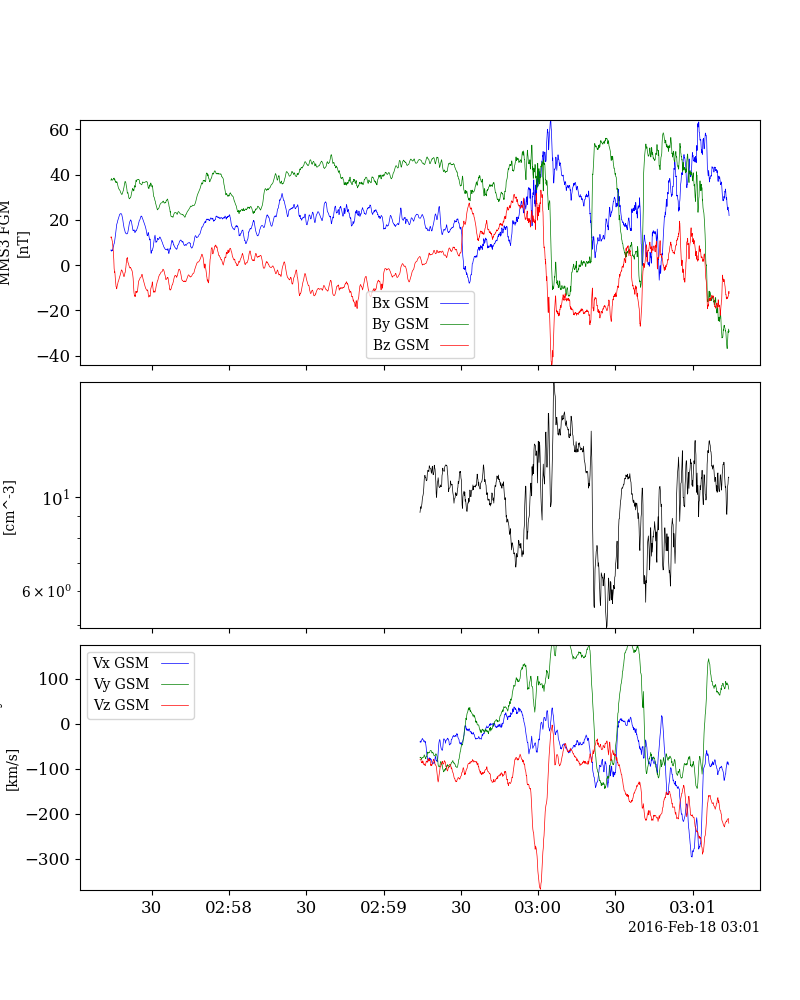 60
40
20
0
−20
−40
MMS3 FGM
[nT]
Bx GSM
By GSM
Bz GSM
10^1
6 × 10^0
[cm^-3]
Vx GSM
Vy GSM
Vz GSM
100
0
−100
−200
−300
[km/s]
30 02:58 30 02:59 30 03:00 30 03:01
2016-Feb-18 03:01